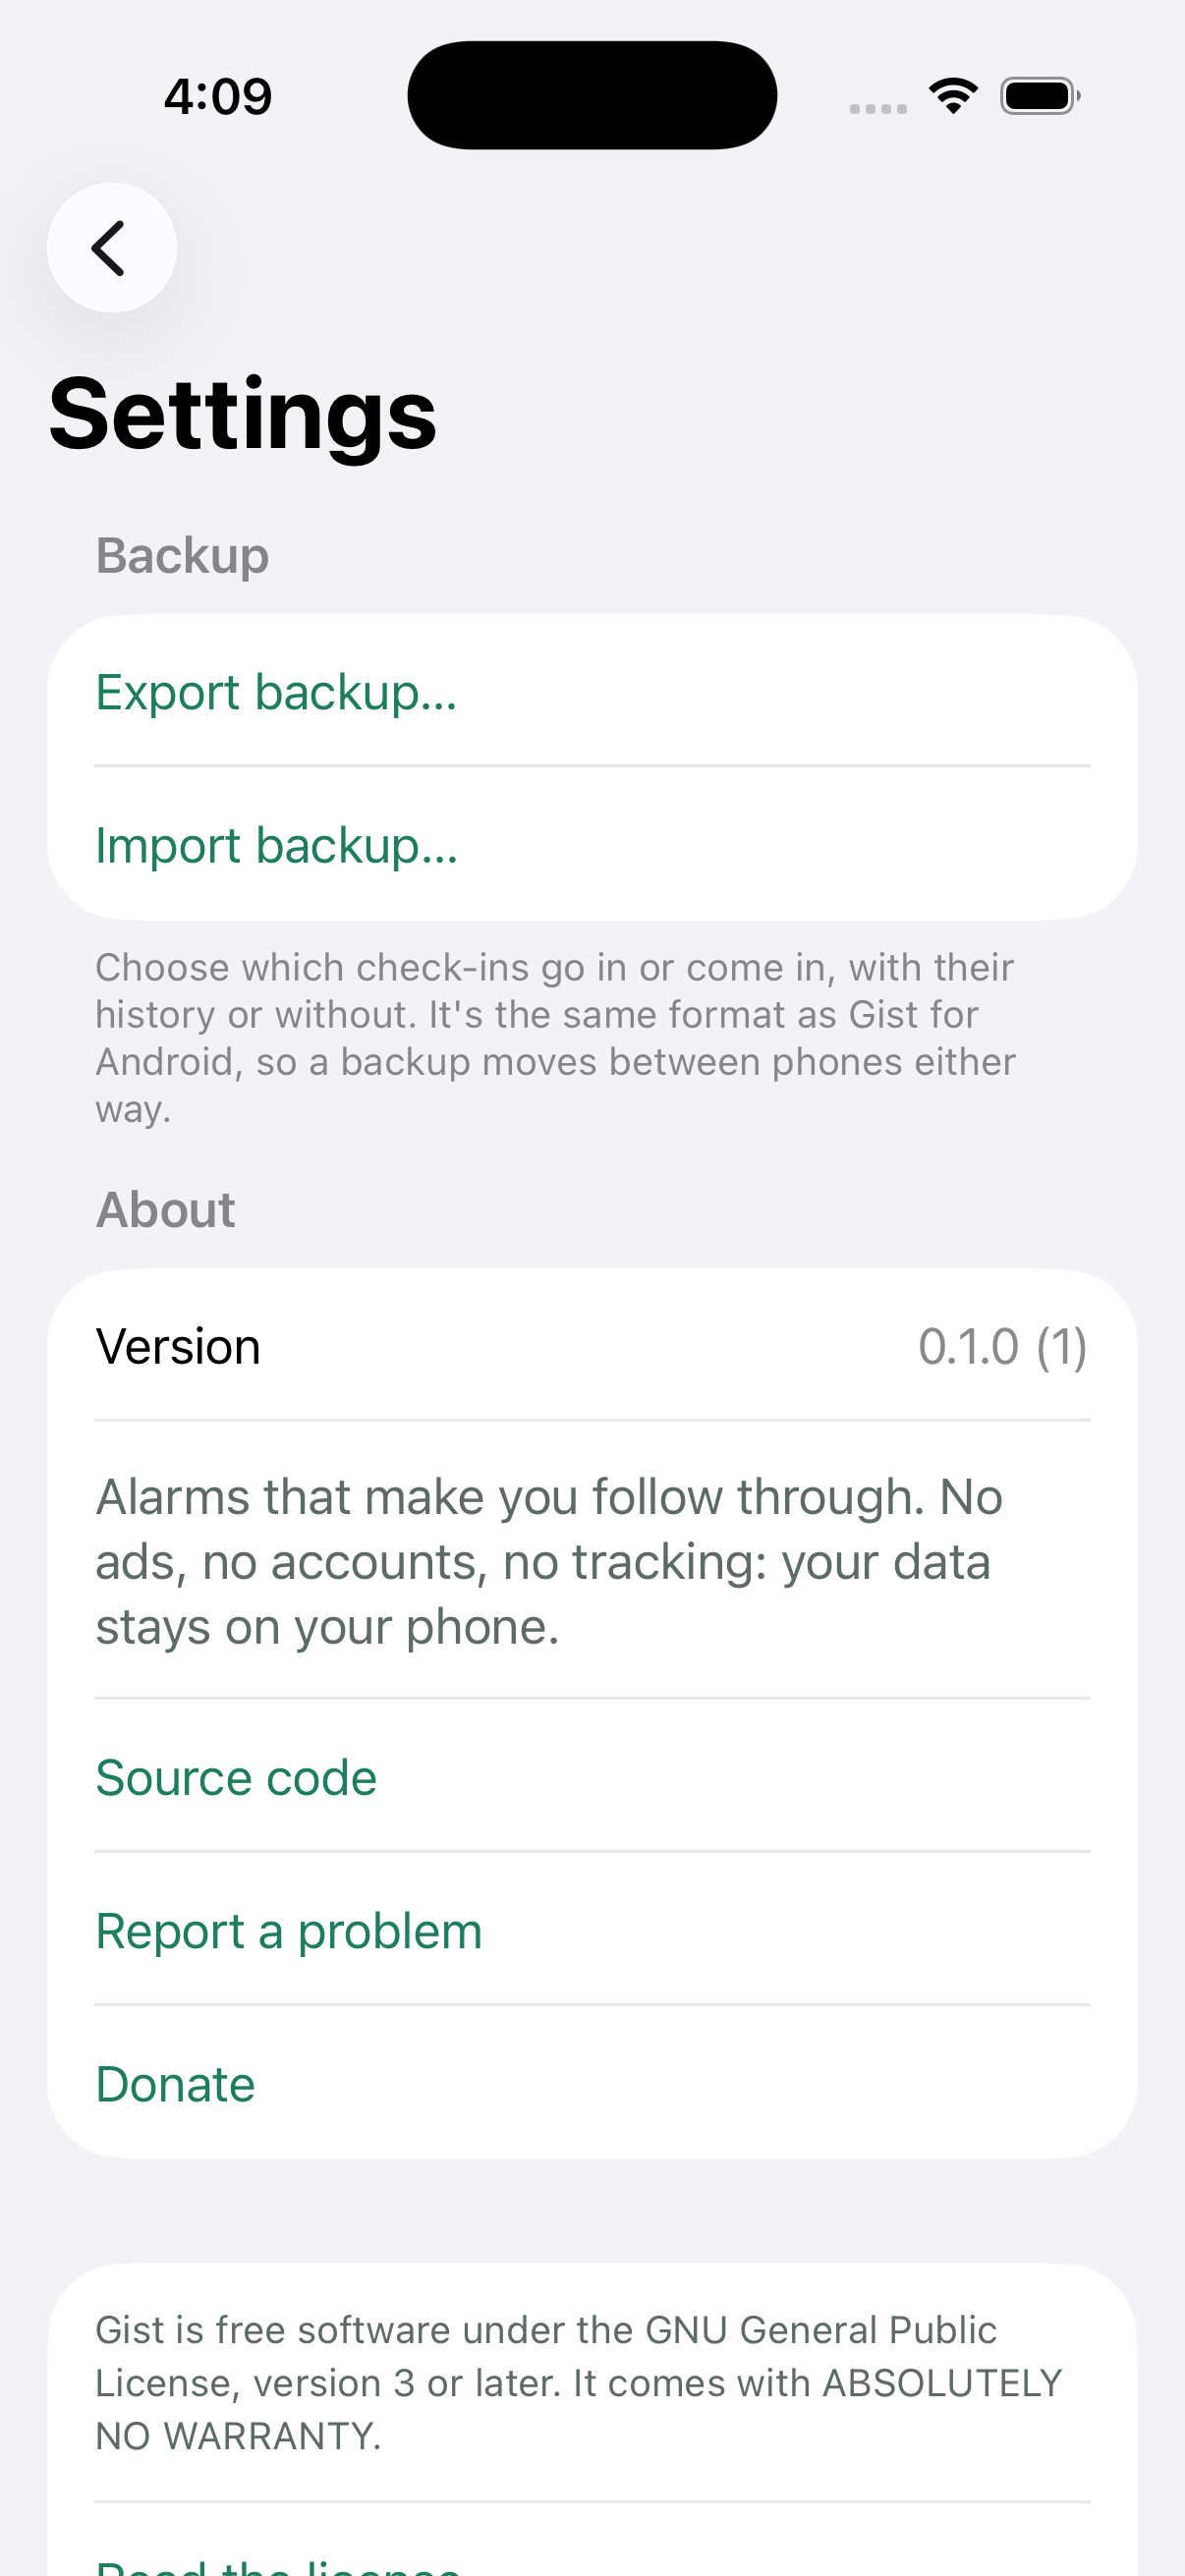 4:09
Settings
Backup
Export backup...
Import backup...
Choose which check-ins go in or come in, with their
history or without. It's the same format as Gist for
Android, so a backup moves between phones either
way.
About
Version 0.1.0 (1)
Alarms that make you follow through. No
ads, no accounts, no tracking: your data
stays on your phone.
Source code
Report a problem
Donate
Gist is free software under the GNU General Public
License, version 3 or later. It comes with ABSOLUTELY
NO WARRANTY.
Read the license